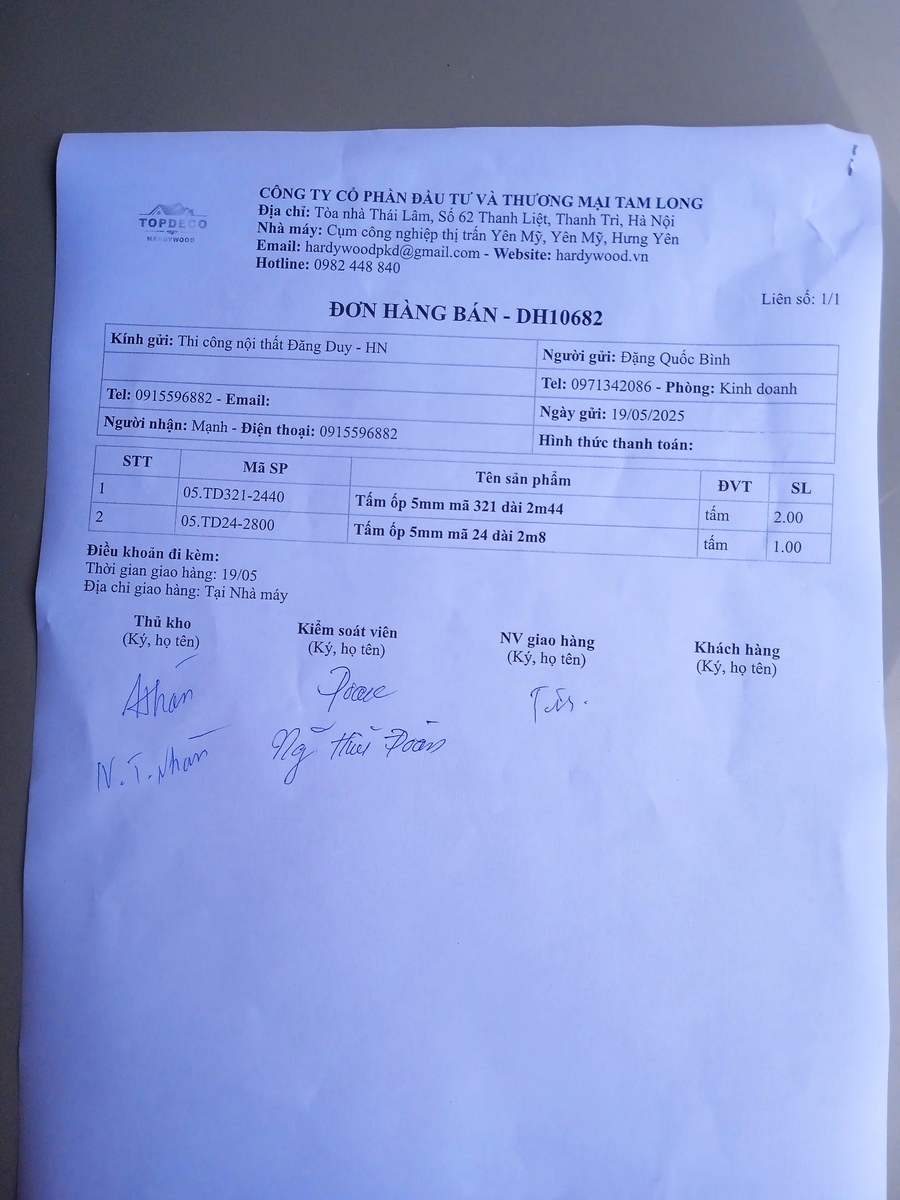 TOPDECO
HARDYWOOD
CÔNG TY CỔ PHẦN ĐẦU TƯ VÀ THƯƠNG MẠI TAM LONG
Địa chỉ: Tòa nhà Thái Lâm, Số 62 Thanh Liệt, Thanh Trì, Hà Nội
Nhà máy: Cụm công nghiệp thị trấn Yên Mỹ, Yên Mỹ, Hưng Yên
Email: hardywoodpkd@gmail.com - Website: hardywood.vn
Hotline: 0982 448 840
Liên số: 1/1
ĐƠN HÀNG BÁN - DH10682
Kính gửi: Thi công nội thất Đăng Duy - HN
Người gửi: Đặng Quốc Bình
Tel: 0971342086 - Phòng: Kinh doanh
Tel: 0915596882 - Email:
Ngày gửi: 19/05/2025
Người nhận: Mạnh - Điện thoại: 0915596882
Hình thức thanh toán:
STT Mã SP Tên sản phẩm ĐVT SL
1 05.TD321-2440 Tấm ốp 5mm mã 321 dài 2m44 tấm 2.00
2 05.TD24-2800 Tấm ốp 5mm mã 24 dài 2m8 tấm 1.00
Điều khoản đi kèm:
Thời gian giao hàng: 19/05
Địa chỉ giao hàng: Tại Nhà máy
Thủ kho Kiểm soát viên NV giao hàng Khách hàng
(Ký, họ tên) (Ký, họ tên) (Ký, họ tên) (Ký, họ tên)
N.T.Nhàn